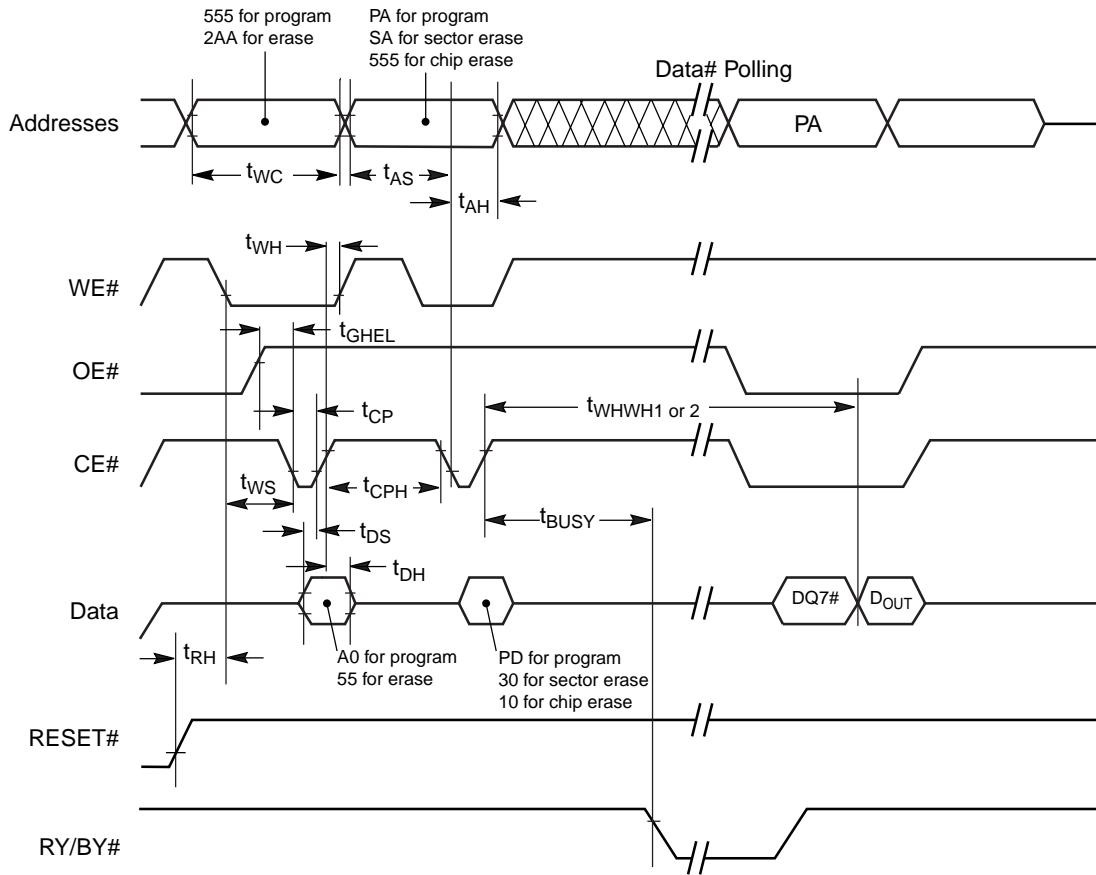 555 for program
2AA for erase
PA for program
SA for sector erase
555 for chip erase
Data# Polling
Addresses
PA
tWC
tAS
tAH
tWH
WE#
tGHEL
OE#
tWHWH1 or 2
tCP
CE#
tWS
tCPH
tBUSY
tDS
tDH
Data
DQ7#
DOUT
tRH
A0 for program
55 for erase
PD for program
30 for sector erase
10 for chip erase
RESET#
RY/BY#